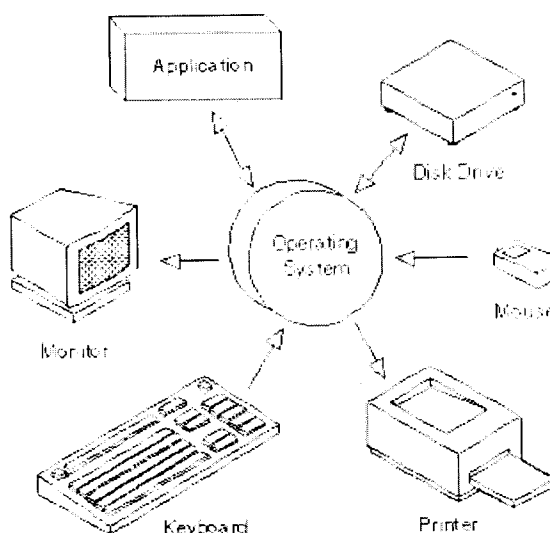 Application
Disk Drive
Operating
System
Mouse
Monitor
Keyboard
Printer